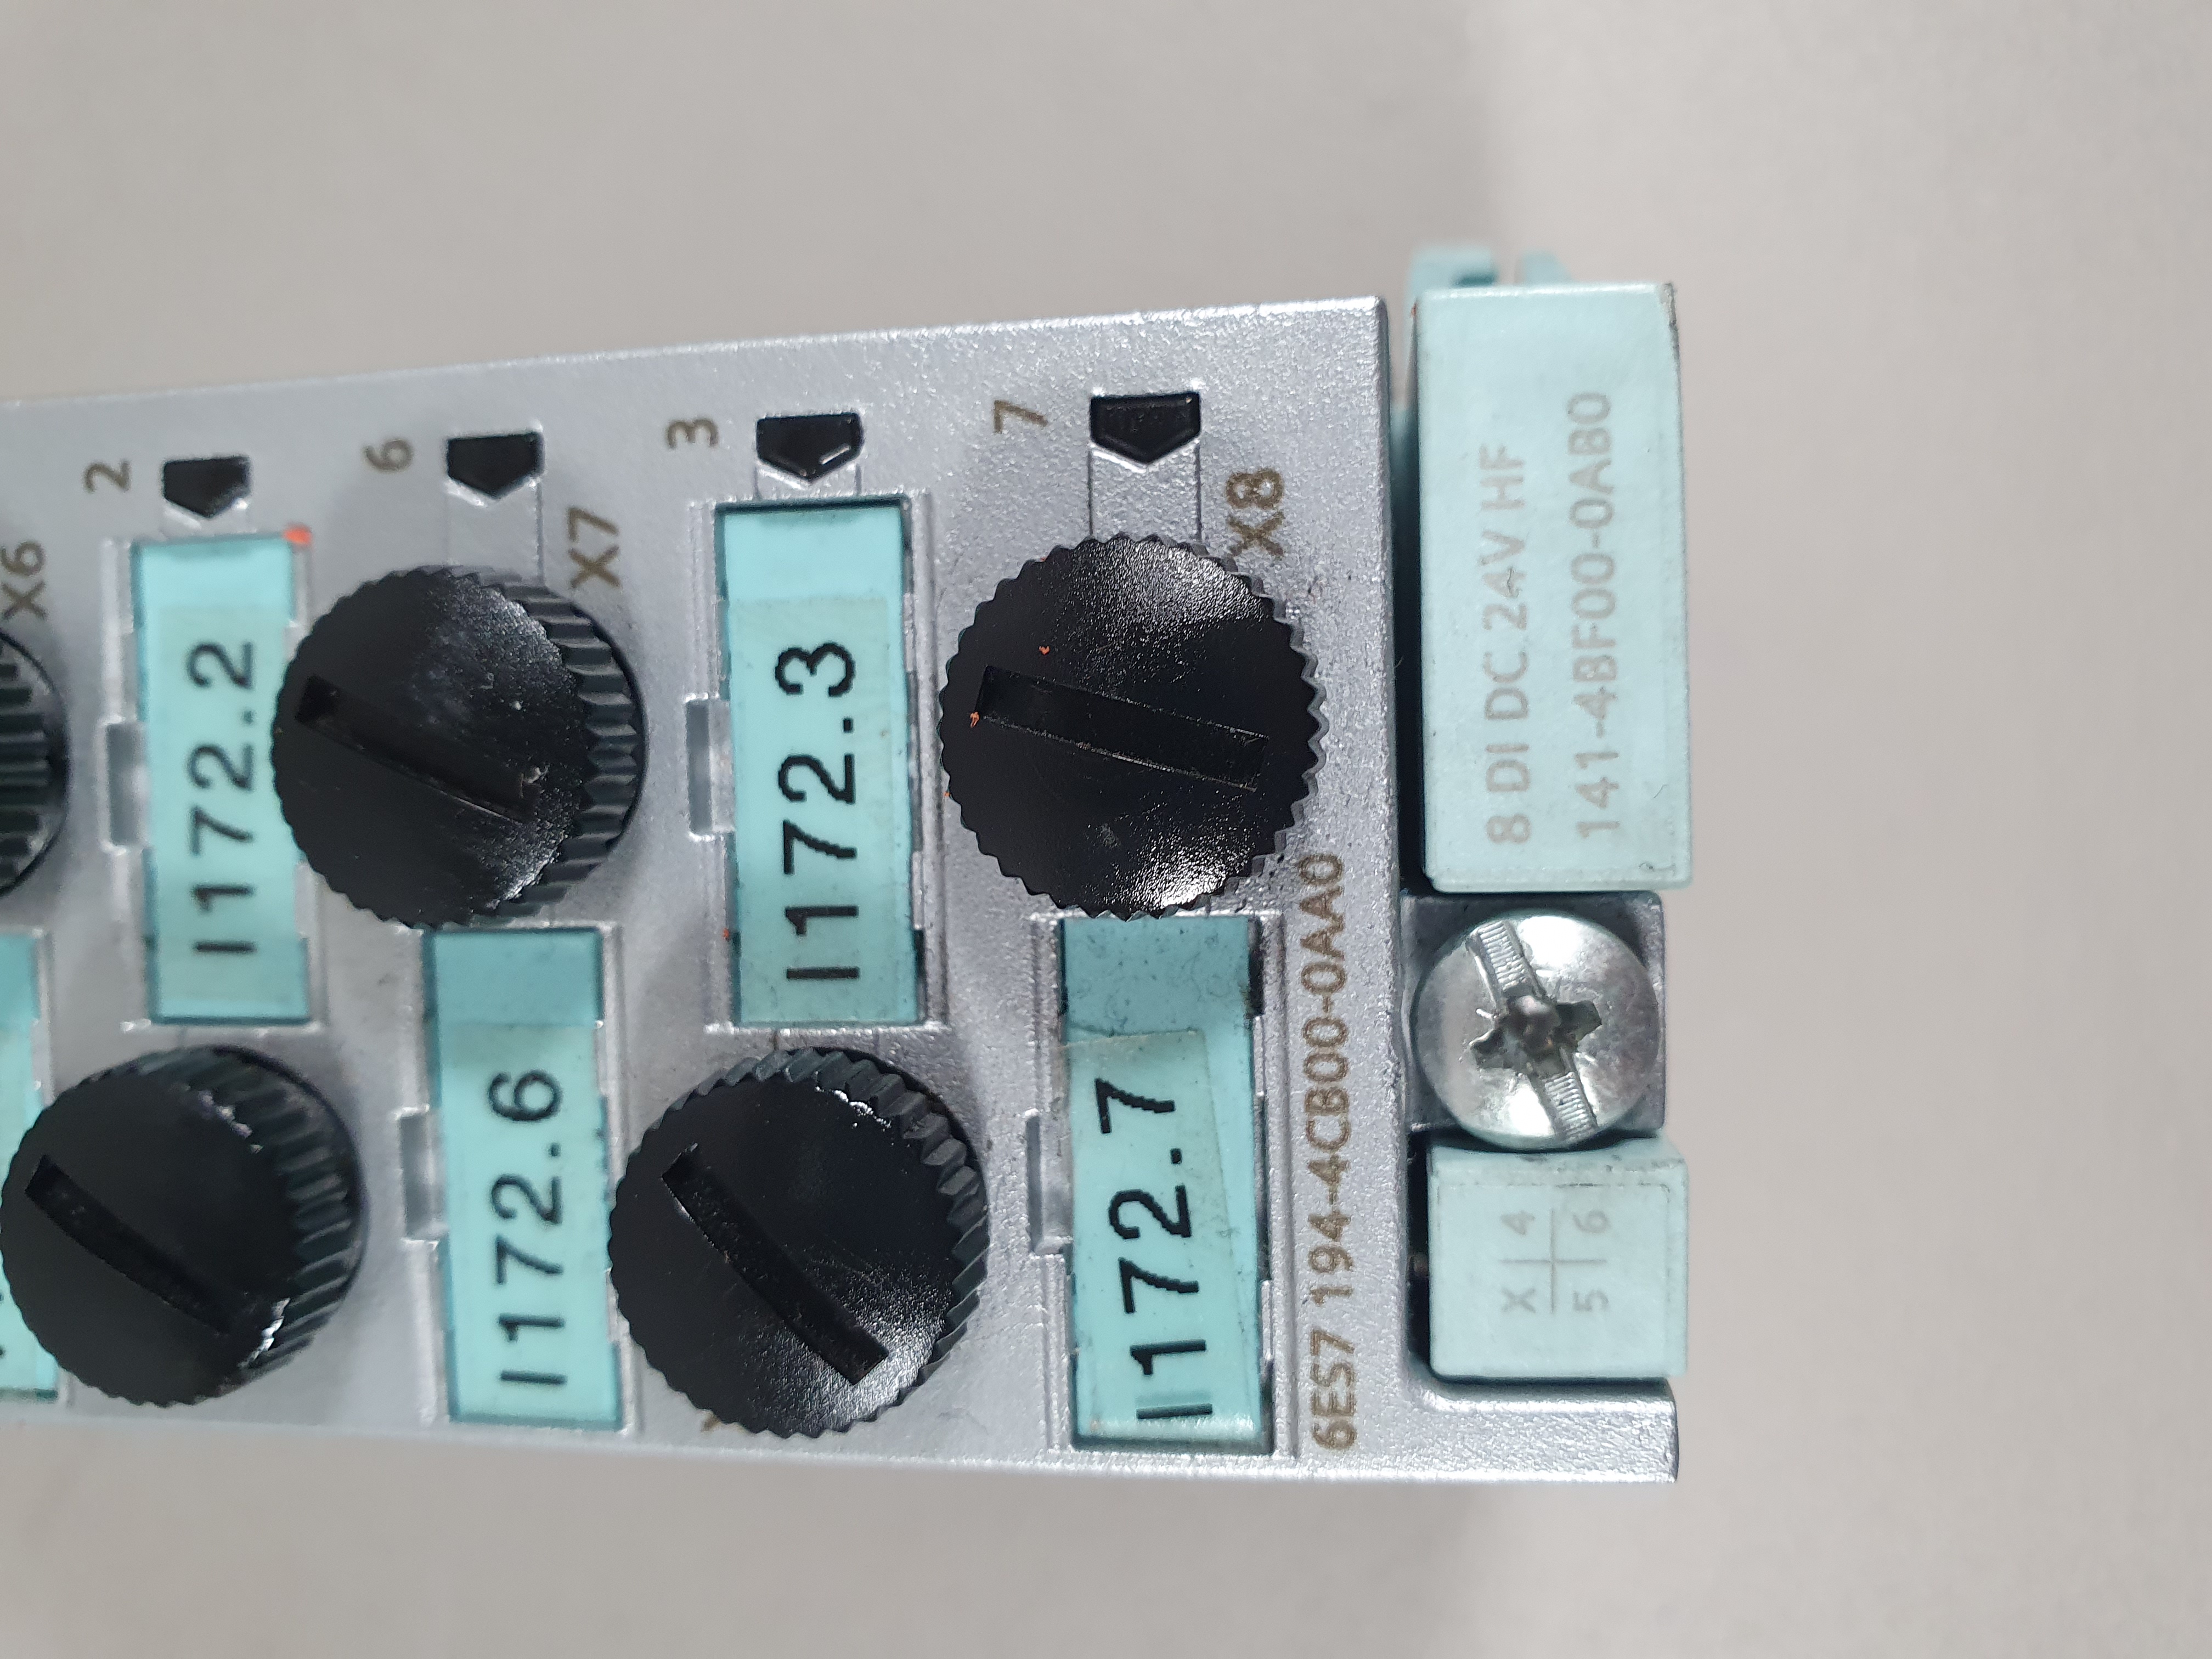 X6
2
I172.2
6
X7
I172.6
3
I172.3
7
X8
I172.7
6ES7 194-4CB00-0AA0
8 DI DC 24V HF
141-4BF00-0AB0
X 4
5 6